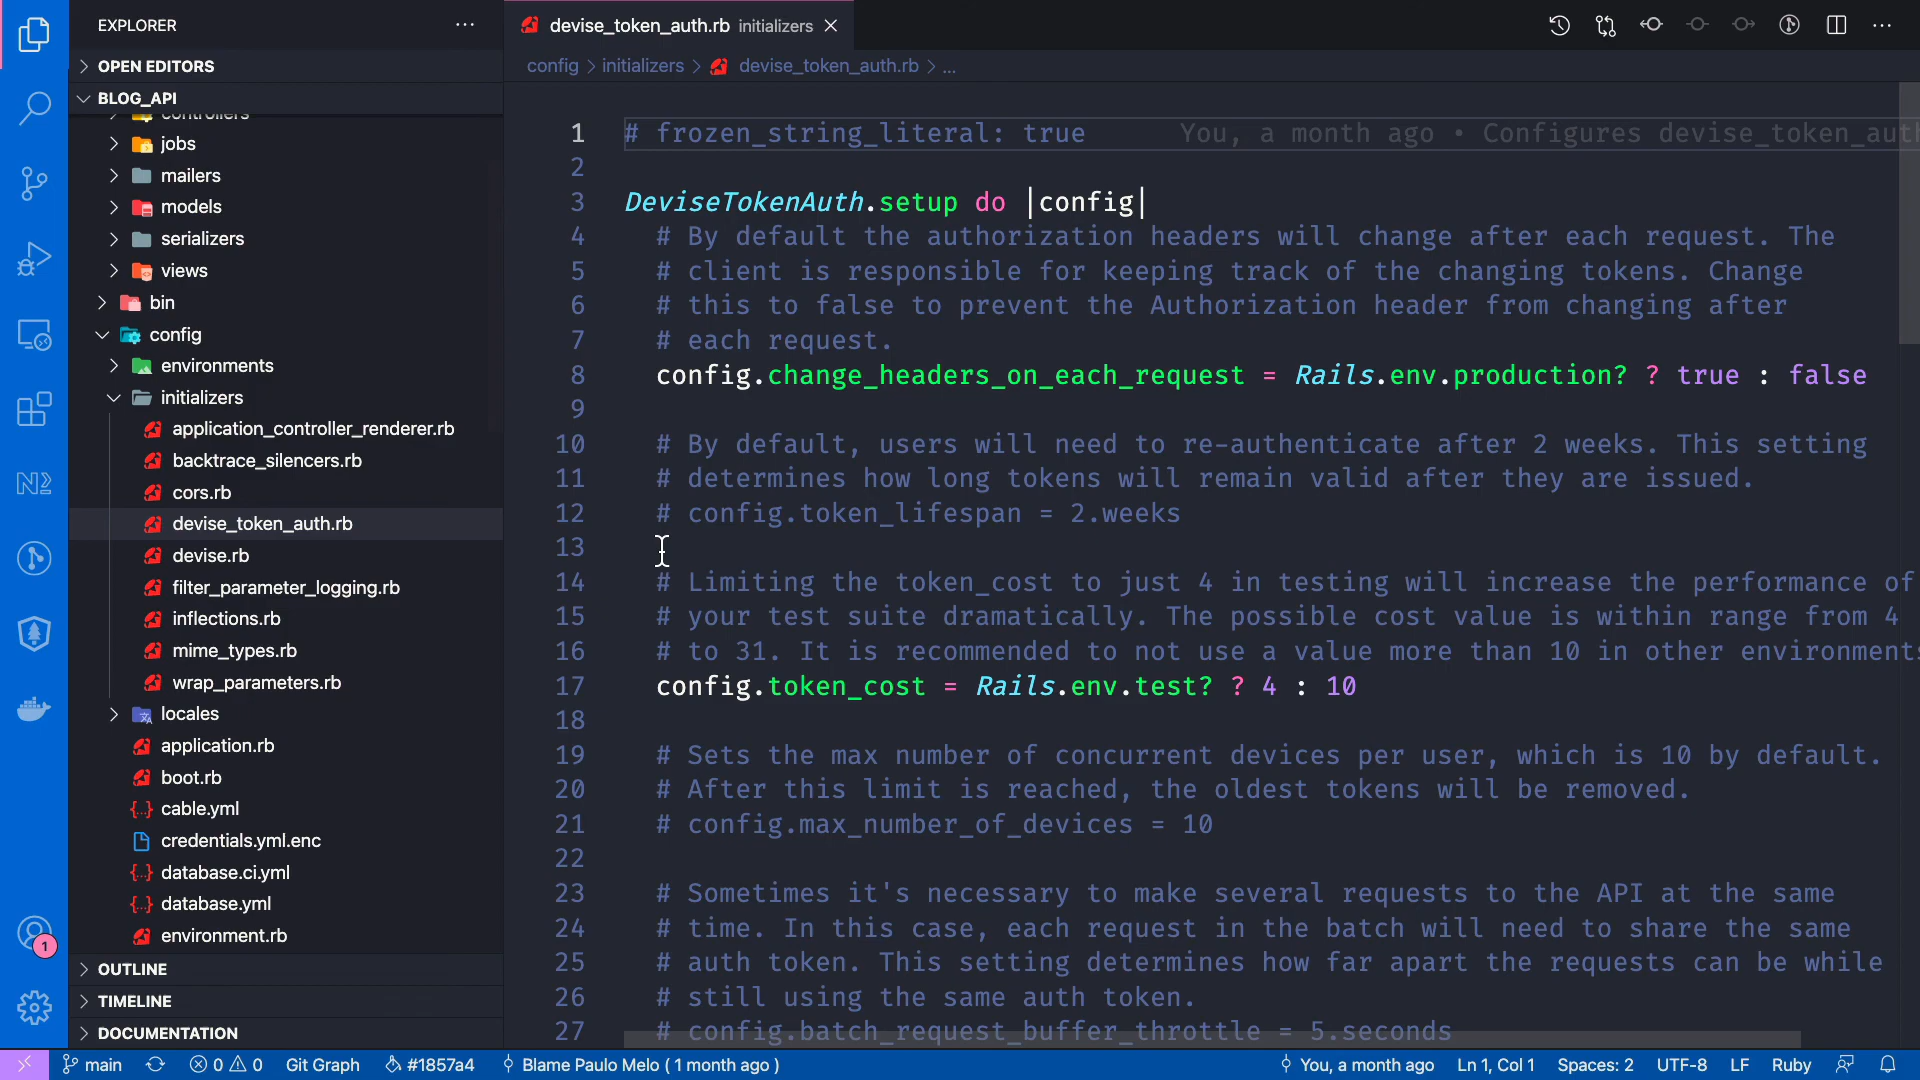 EXPLORER
devise_token_auth.rb initializers
OPEN EDITORS
config > initializers > devise_token_auth.rb > ...
BLOG_API
controllers
jobs
mailers
models
serializers
views
bin
config
environments
initializers
application_controller_renderer.rb
backtrace_silencers.rb
cors.rb
devise_token_auth.rb
devise.rb
filter_parameter_logging.rb
inflections.rb
mime_types.rb
wrap_parameters.rb
locales
application.rb
boot.rb
cable.yml
credentials.yml.enc
database.ci.yml
database.yml
environment.rb
OUTLINE
TIMELINE
DOCUMENTATION
1 # frozen_string_literal: true You, a month ago • Configures devise_token_aut
2
3 DeviseTokenAuth.setup do |config|
4 # By default the authorization headers will change after each request. The
5 # client is responsible for keeping track of the changing tokens. Change
6 # this to false to prevent the Authorization header from changing after
7 # each request.
8 config.change_headers_on_each_request = Rails.env.production? ? true : false
9
10 # By default, users will need to re-authenticate after 2 weeks. This setting
11 # determines how long tokens will remain valid after they are issued.
12 # config.token_lifespan = 2.weeks
13
14 # Limiting the token_cost to just 4 in testing will increase the performance of
15 # your test suite dramatically. The possible cost value is within range from 4
16 # to 31. It is recommended to not use a value more than 10 in other environments
17 config.token_cost = Rails.env.test? ? 4 : 10
18
19 # Sets the max number of concurrent devices per user, which is 10 by default.
20 # After this limit is reached, the oldest tokens will be removed.
21 # config.max_number_of_devices = 10
22
23 # Sometimes it's necessary to make several requests to the API at the same
24 # time. In this case, each request in the batch will need to share the same
25 # auth token. This setting determines how far apart the requests can be while
26 # still using the same auth token.
27 # config.batch_request_buffer_throttle = 5.seconds
1
main 0 0 Git Graph #1857a4 Blame Paulo Melo ( 1 month ago ) You, a month ago Ln 1, Col 1 Spaces: 2 UTF-8 LF Ruby